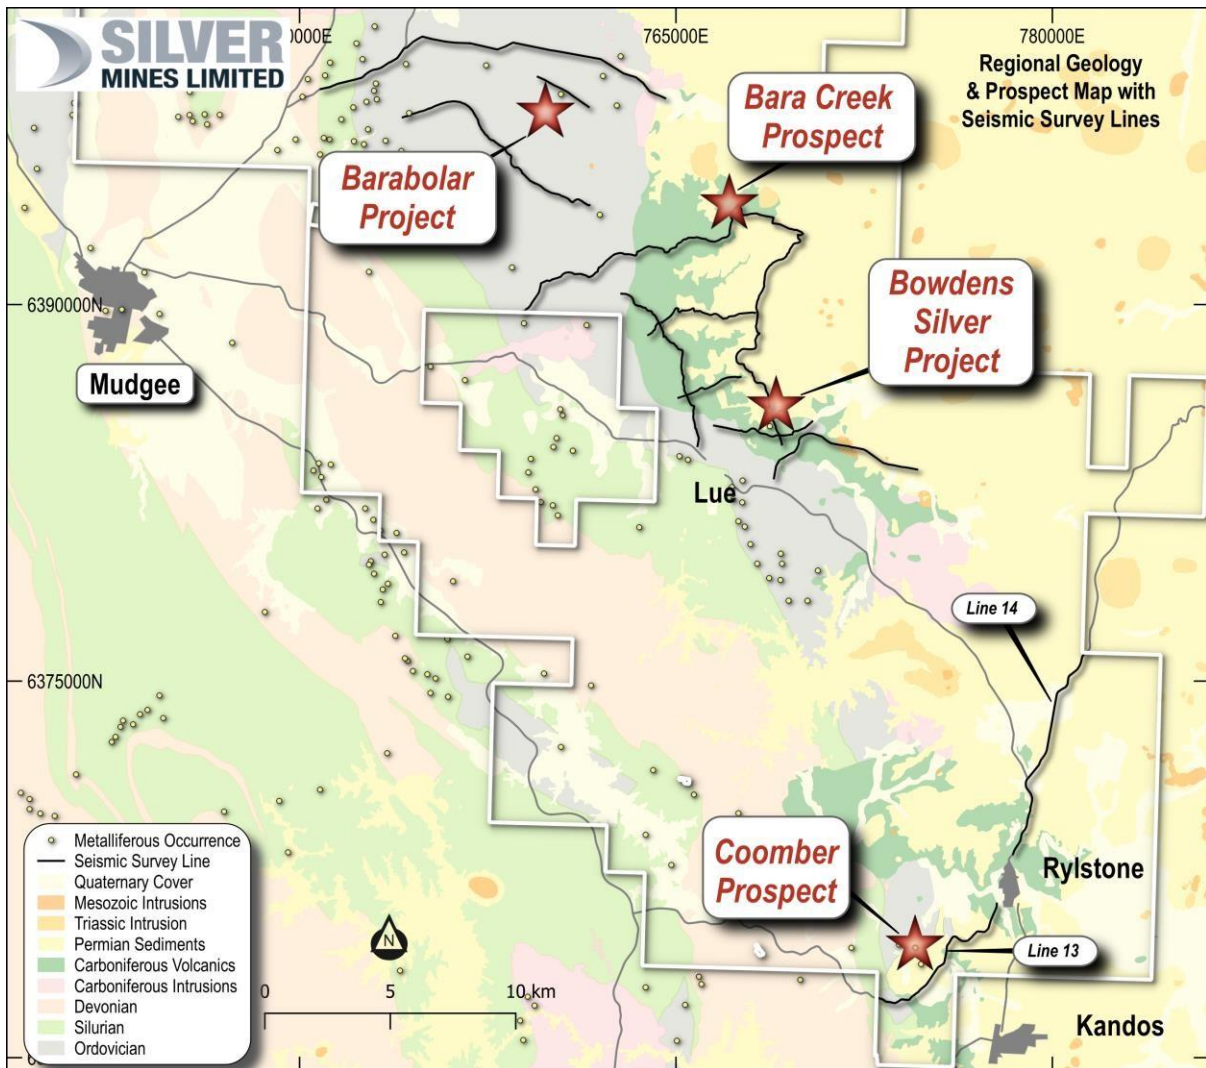 SILVER
MINES LIMITED
765000E
780000E
Regional Geology
& Prospect Map with
Seismic Survey Lines
Bara Creek
Prospect
Barabolar
Project
Bowdens
Silver
Project
6390000N
Mudgee
Lue
Line 14
6375000N
Coomber
Prospect
Rylstone
Line 13
Kandos
Metalliferous Occurrence
Seismic Survey Line
Quaternary Cover
Mesozoic Intrusions
Triassic Intrusion
Permian Sediments
Carboniferous Volcanics
Carboniferous Intrusions
Devonian
Silurian
Ordovician
N
0 5 10 km